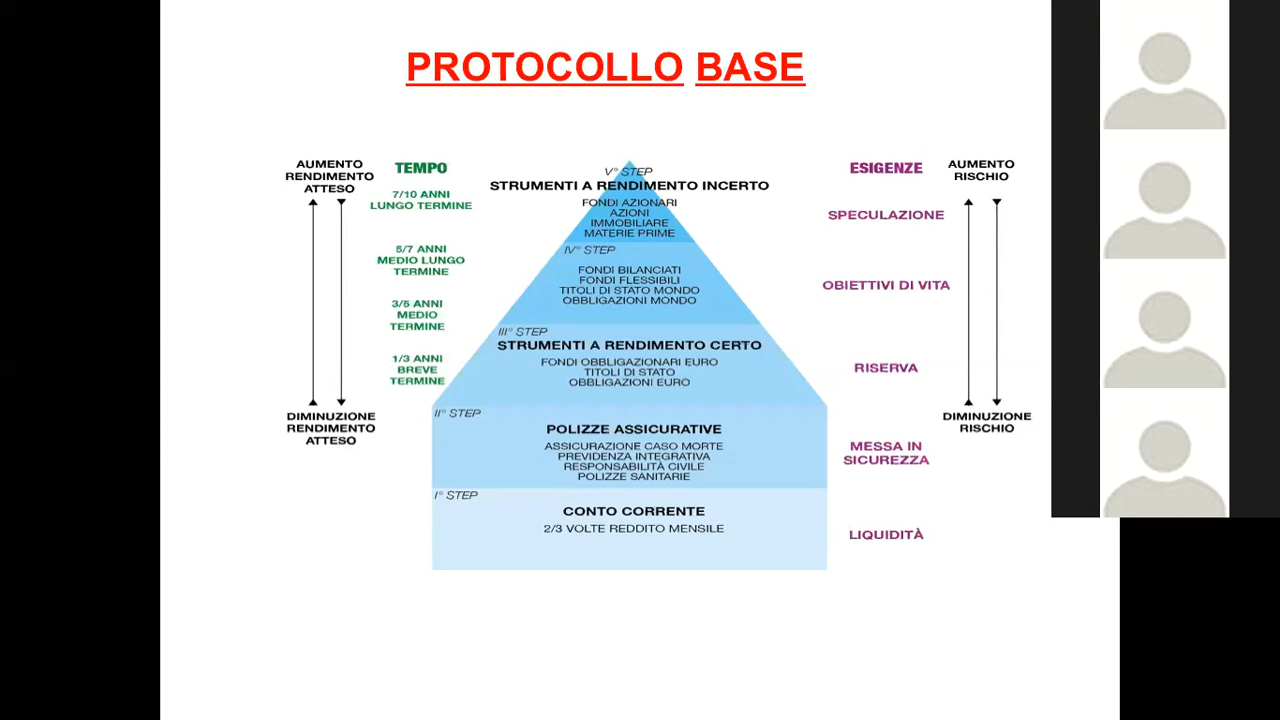 PROTOCOLLO BASE
AUMENTO
RENDIMENTO
ATTESO
DIMINUZIONE
RENDIMENTO
ATTESO
TEMPO
7/10 ANNI
LUNGO TERMINE
5/7 ANNI
MEDIO LUNGO
TERMINE
3/5 ANNI
MEDIO
TERMINE
1/3 ANNI
BREVE
TERMINE
V° STEP
STRUMENTI A RENDIMENTO INCERTO
FONDI AZIONARI
AZIONI
IMMOBILIARE
MATERIE PRIME
IV° STEP
FONDI BILANCIATI
FONDI FLESSIBILI
TITOLI DI STATO MONDO
OBBLIGAZIONI MONDO
III° STEP
STRUMENTI A RENDIMENTO CERTO
FONDI OBBLIGAZIONARI EURO
TITOLI DI STATO
OBBLIGAZIONI EURO
II° STEP
POLIZZE ASSICURATIVE
ASSICURAZIONE CASO MORTE
PREVIDENZA INTEGRATIVA
RESPONSABILITÀ CIVILE
POLIZZE SANITARIE
I° STEP
CONTO CORRENTE
2/3 VOLTE REDDITO MENSILE
ESIGENZE
SPECULAZIONE
OBIETTIVI DI VITA
RISERVA
MESSA IN
SICUREZZA
LIQUIDITÀ
AUMENTO
RISCHIO
DIMINUZIONE
RISCHIO